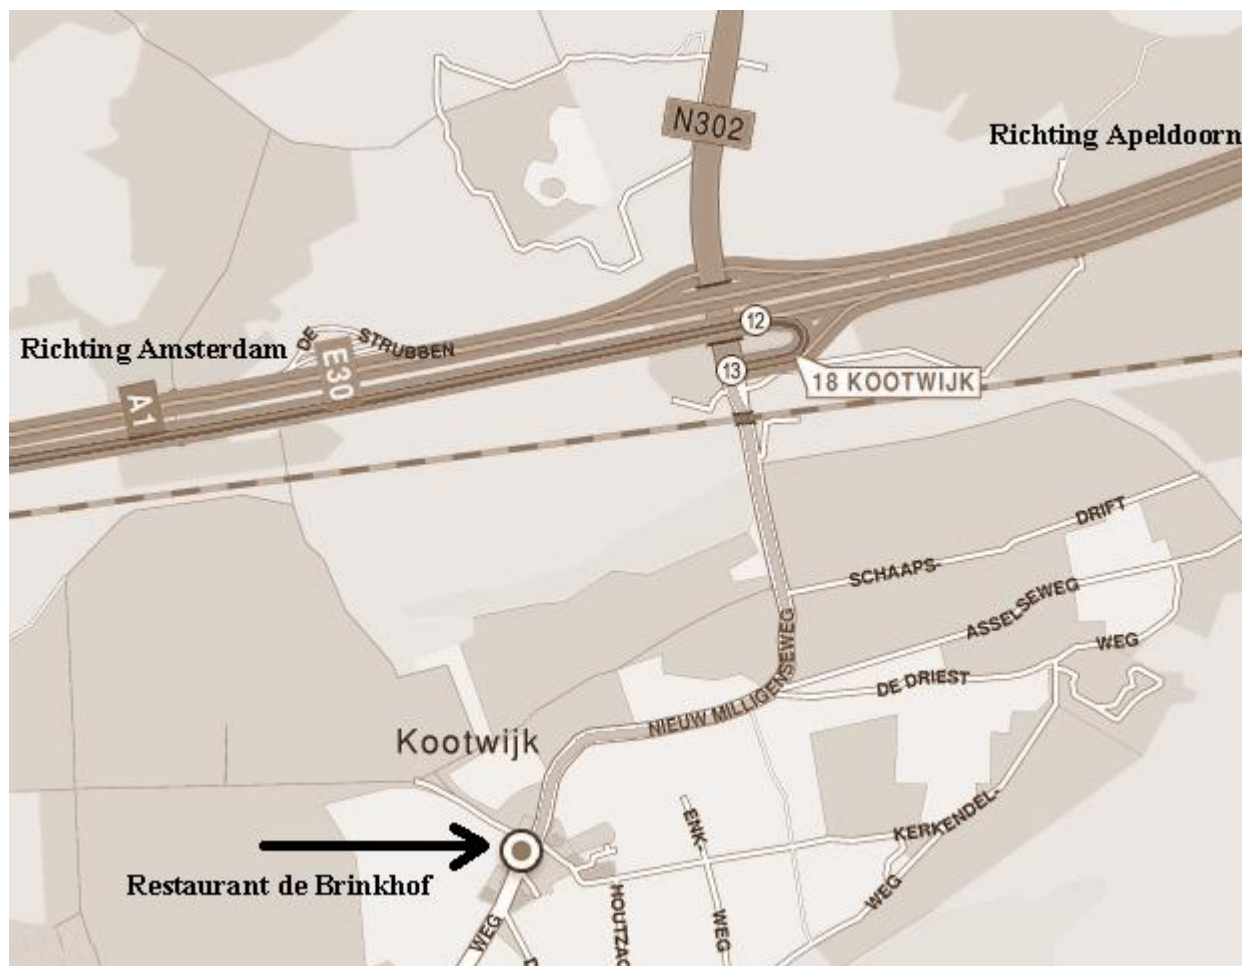 N302
Richting Apeldoorn
12
Richting Amsterdam
DE
STRUBBEN
E30
A1
13
18 KOOTWIJK
SCHAAPS-
DRIFT
ASSELSEWEG
DE DRIEST
WEG
NIEUW MILLIGENSEWEG
Kootwijk
ENK-
WEG
KERKENDEL-
WEG
Restaurant de Brinkhof
HOUTZAG
WEG
D